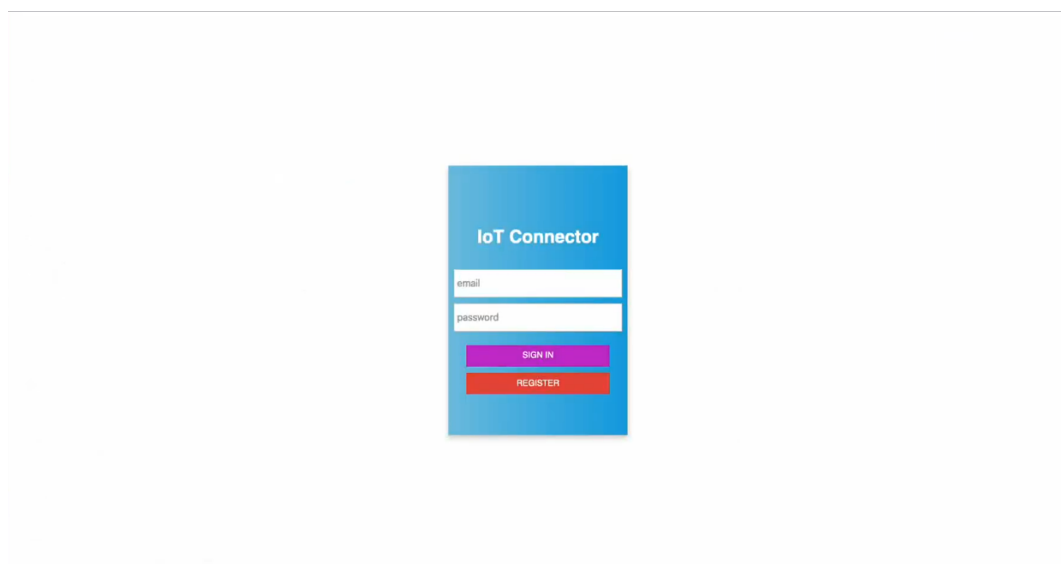 IoT Connector
email
password
SIGN IN
REGISTER